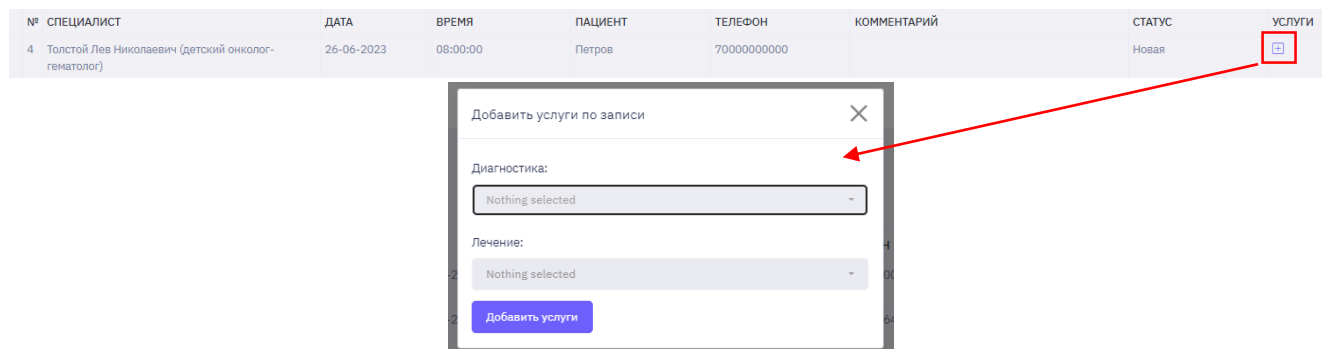 № СПЕЦИАЛИСТ ДАТА ВРЕМЯ ПАЦИЕНТ ТЕЛЕФОН КОММЕНТАРИЙ СТАТУС УСЛУГИ
4 Толстой Лев Николаевич (детский онколог- 26-06-2023 08:00:00 Петров 70000000000 Новая
гематолог)
Добавить услуги по записи
Диагностика:
Nothing selected
Лечение:
Nothing selected
Добавить услуги